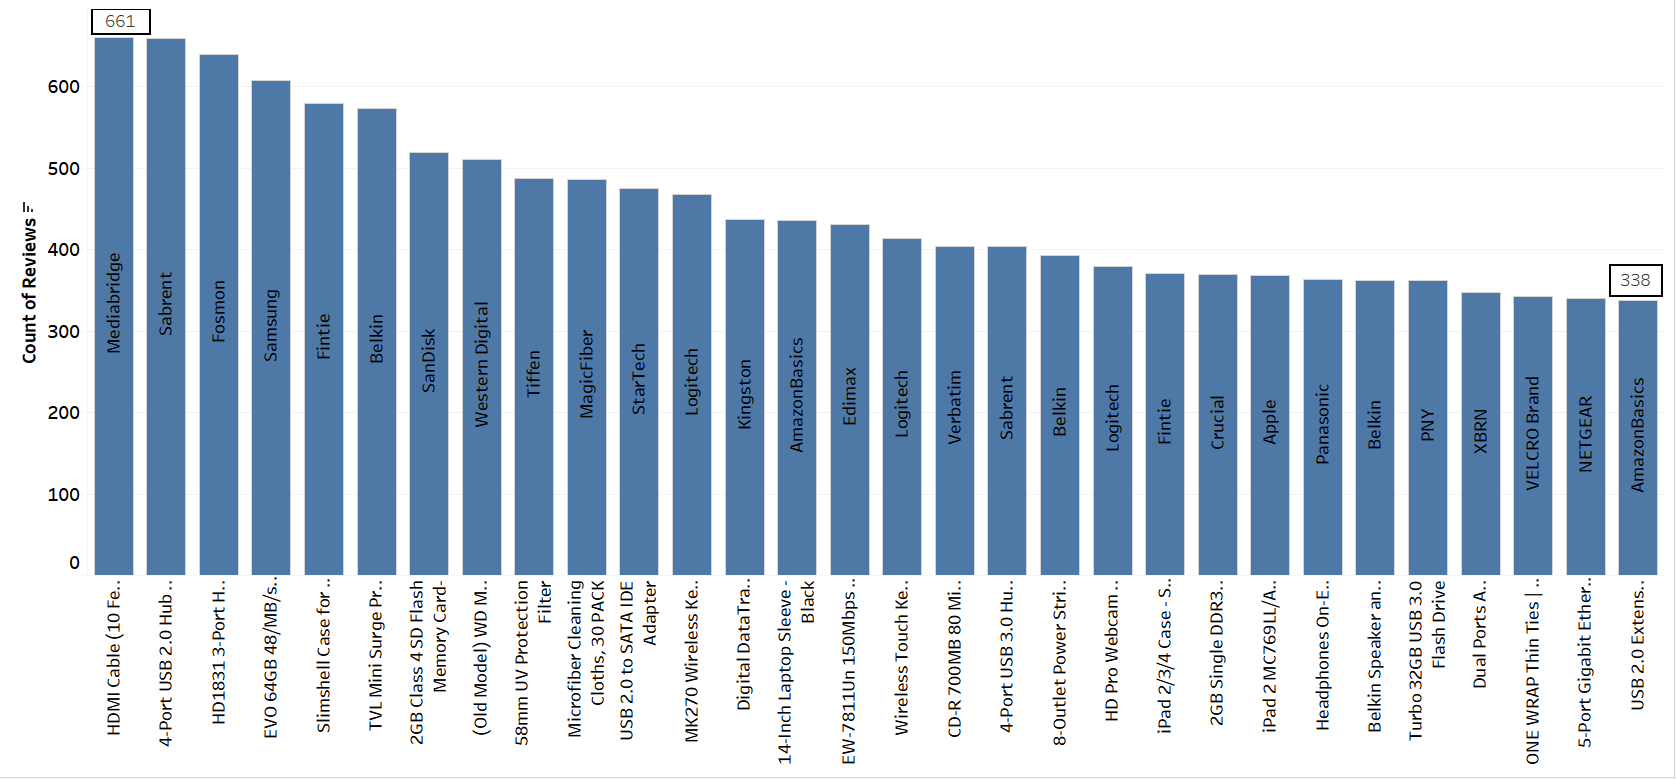 661
600
500
400
300
200
100
0
Count of Reviews
338
Mediabridge
Sabrent
Fosmon
Samsung
Fintie
Belkin
SanDisk
Western Digital
Tiffen
MagicFiber
StarTech
Logitech
Kingston
AmazonBasics
Edimax
Logitech
Verbatim
Sabrent
Belkin
Logitech
Fintie
Crucial
Apple
Panasonic
Belkin
PNY
XBRN
VELCRO Brand
NETGEAR
AmazonBasics
HDMI Cable (10 Fe..
4-Port USB 2.0 Hub ..
HD1831 3-Port H..
EVO 64GB 48/MB/s..
Slimshell Case for ..
TVL Mini Surge Pr..
2GB Class 4 SD Flash
Memory Card-
(Old Model) WD M..
58mm UV Protection
Filter
Microfiber Cleaning
Cloths, 30 PACK
USB 2.0 to SATA IDE
Adapter
MK270 Wireless Ke..
Digital DataTra..
14-Inch Laptop Sleeve -
Black
EW-7811Un 150Mbps ..
Wireless Touch Ke..
CD-R 700MB 80 Mi..
4-Port USB 3.0 Hu..
8-Outlet Power Stri..
HD Pro Webcam ..
iPad 2/3/4 Case - S..
2GB Single DDR3..
iPad 2 MC769LL/A..
Headphones On-E..
Belkin Speaker an..
Turbo 32GB USB 3.0
Flash Drive
Dual Ports A..
ONE WRAP Thin Ties | ..
5-Port Gigabit Ether..
USB 2.0 Extens..